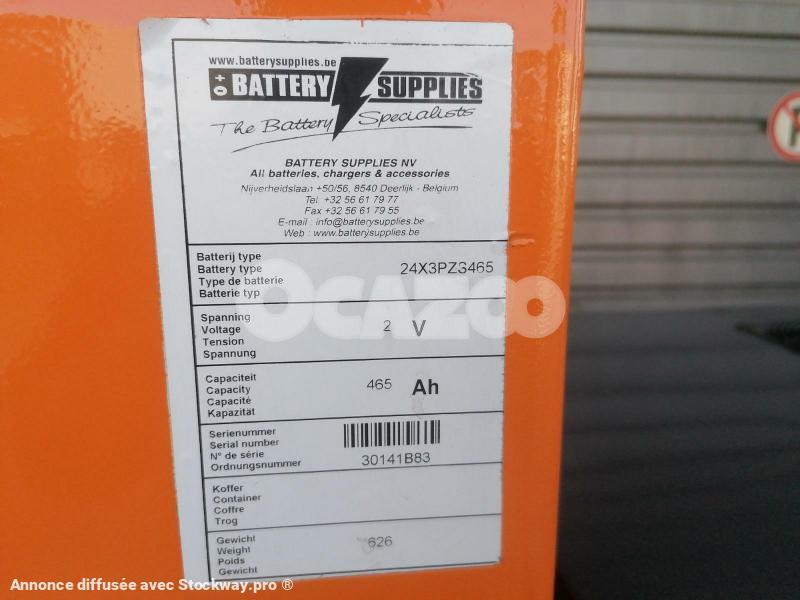 www.batterysupplies.be
BATTERY SUPPLIES
The Battery Specialists
BATTERY SUPPLIES NV
All batteries, chargers & accessories
Nijverheidslaan +50/56, 8540 Deerlijk - Belgium
Tel. +32 56 61 79 77
Fax +32 56 61 79 55
E-mail : info@batterysupplies.be
Web : www.batterysupplies.be
Batterij type
Battery type
Type de batterie
Batterie typ
24X3PZS465
OCAZOO
Spanning
Voltage
Tension
Spannung
2 V
Capaciteit
Capacity
Capacité
Kapazität
465 Ah
Serienummer
Serial number
N° de série
Ordnungsnummer
30141B83
Koffer
Container
Coffre
Trog
Gewicht
Weight
Poids
Gewicht
626
Annonce diffusée avec Stockway.pro ®